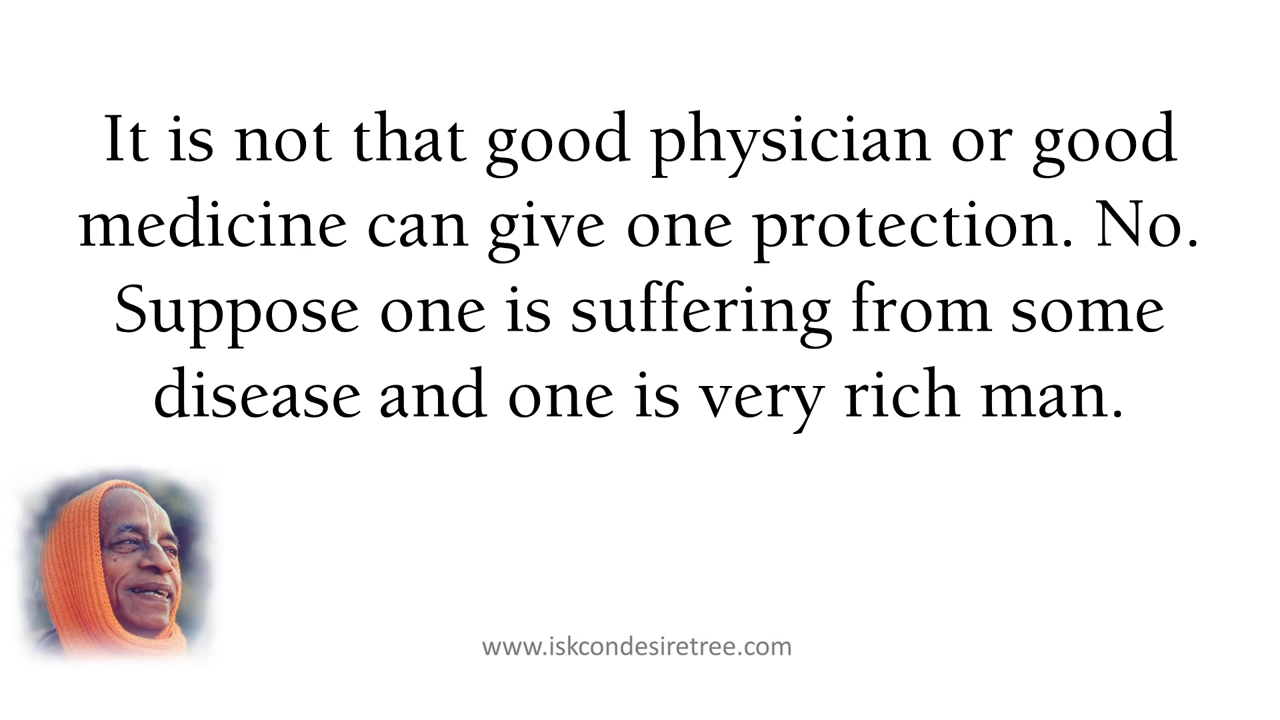 It is not that good physician or good
medicine can give one protection. No.
Suppose one is suffering from some
disease and one is very rich man.
www.iskcondesiretree.com